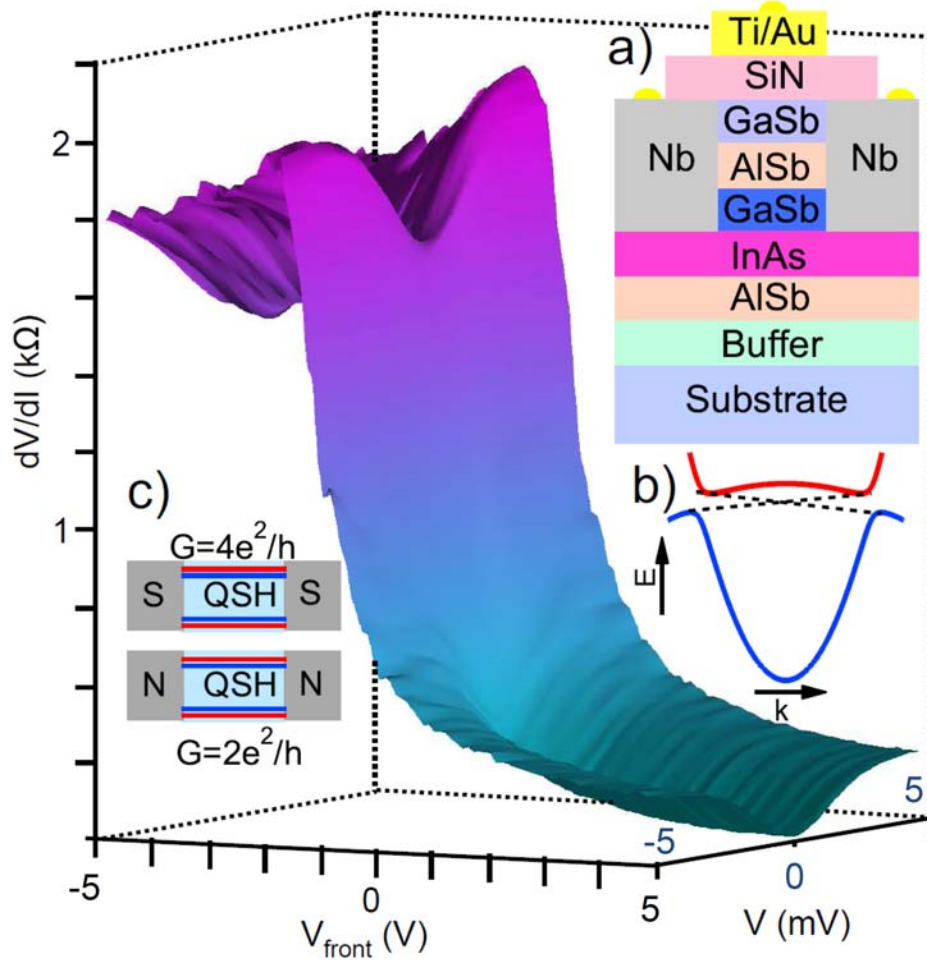 a)
Ti/Au
SiN
GaSb
Nb
AlSb
Nb
GaSb
InAs
AlSb
Buffer
Substrate
2
1
dV/dI (kΩ)
b)
E
k
c)
G=4e²/h
S
QSH
S
N
QSH
N
G=2e²/h
-5
0
5
V_front (V)
-5
0
5
V (mV)